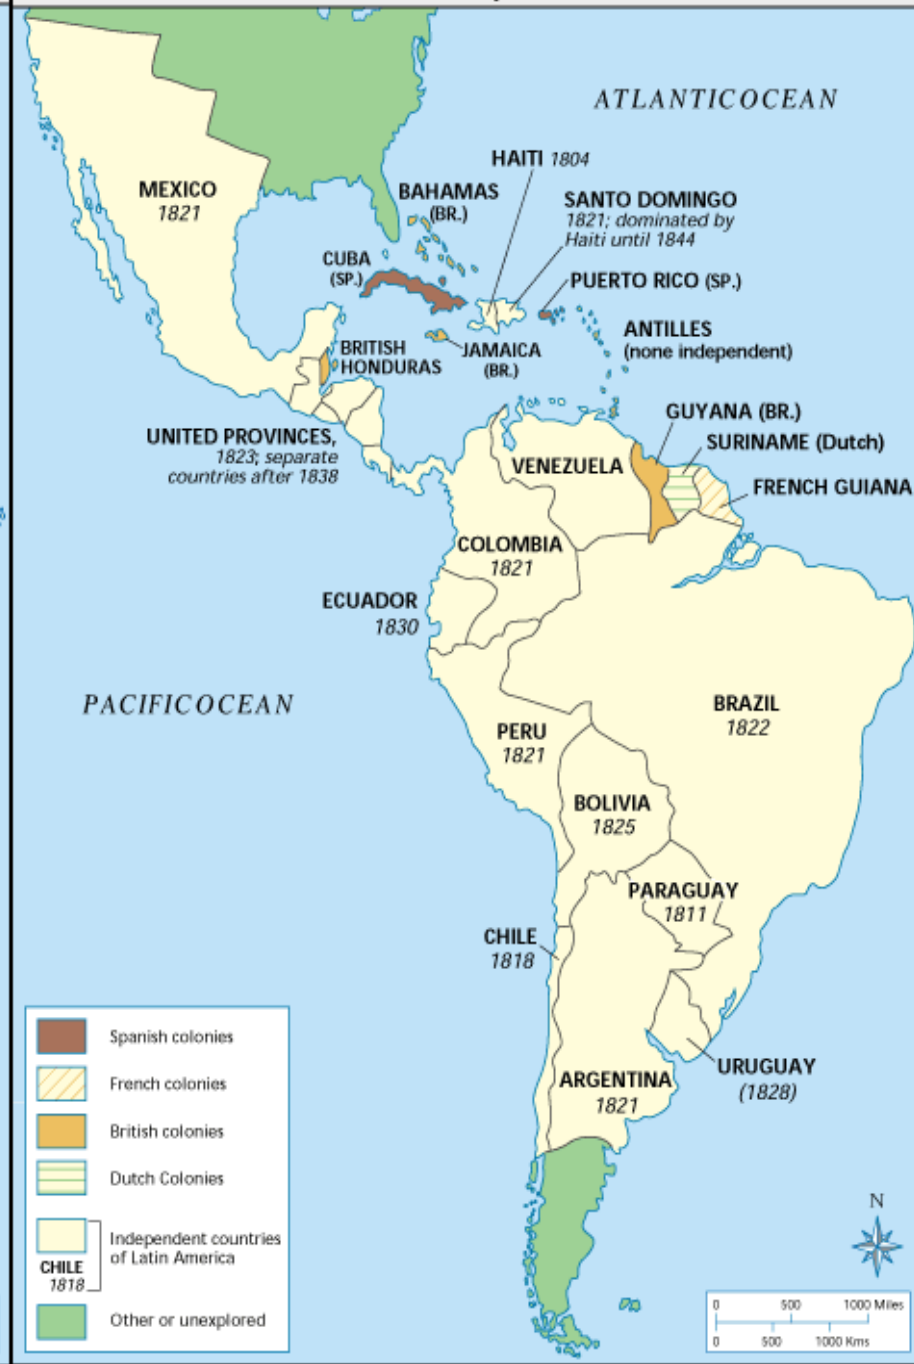 ATLANTIC OCEAN
HAITI 1804
MEXICO
1821
BAHAMAS
(BR.)
SANTO DOMINGO
1821; dominated by
Haiti until 1844
CUBA
(SP.)
PUERTO RICO (SP.)
ANTILLES
(none independent)
BRITISH
HONDURAS
JAMAICA
(BR.)
GUYANA (BR.)
UNITED PROVINCES,
1823; separate
countries after 1838
SURINAME (Dutch)
VENEZUELA
FRENCH GUIANA
COLOMBIA
1821
ECUADOR
1830
PACIFIC OCEAN
BRAZIL
1822
PERU
1821
BOLIVIA
1825
PARAGUAY
1811
CHILE
1818
URUGUAY
(1828)
ARGENTINA
1821
Spanish colonies
French colonies
British colonies
Dutch Colonies
Independent countries
of Latin America
CHILE
1818
Other or unexplored
N
0 500 1000 Miles
0 500 1000 Kms